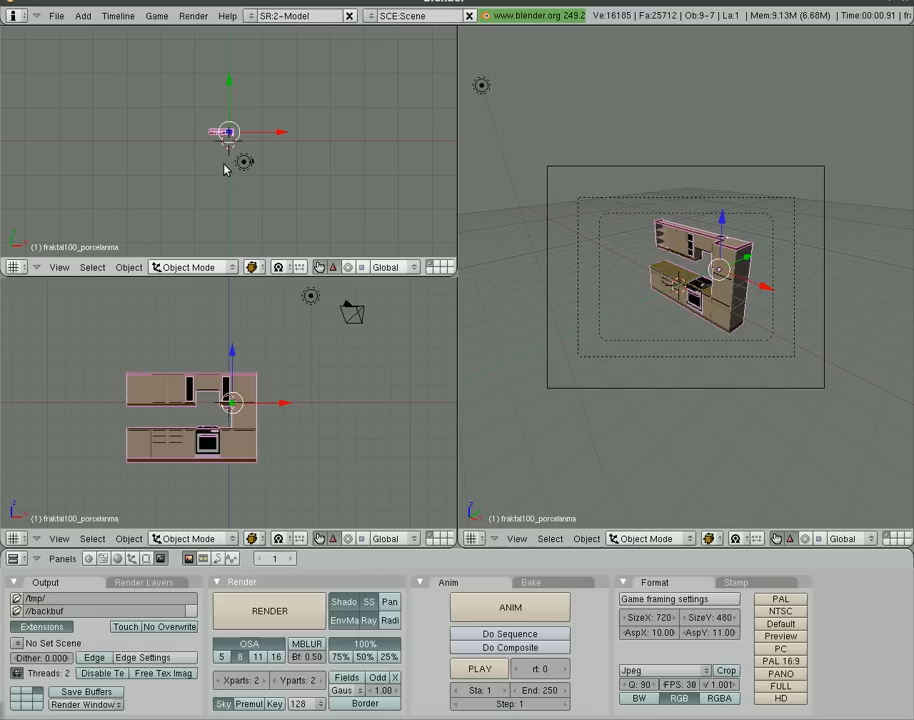 Blender
File Add Timeline Game Render Help SR:2-Model SCE:Scene www.blender.org 249.2 Ve:16185 | Fa:25712 | Ob:9-7 | La:1 | Mem:9.13M (6.68M) | Time:00:00.91 |
(1) fraktal100_porcelanma
View Select Object Object Mode Global
(1) fraktal100_porcelanma
(1) fraktal100_porcelanma
View Select Object Object Mode Global
View Select Object Object Mode Global
Panels 1
Output Render Layers
/tmp/
//backbuf
Extensions Touch No Overwrite
No Set Scene
Dither: 0.000 Edge Edge Settings
Threads: 2 Disable Te Free Tex Imag
Save Buffers
Render Window
Render
RENDER
Shado SS Pan
EnvMa Ray Radi
OSA MBLUR 100%
5 8 11 16 Bf: 0.50 75% 50% 25%
Xparts: 2 Yparts: 2 Fields Odd X
Gaus 1.00
Sky Premul Key 128 Border
Anim Bake
ANIM
Do Sequence
Do Composite
PLAY rt: 0
Sta: 1 End: 250
Step: 1
Format Stamp
Game framing settings
SizeX: 720 SizeY: 480
AspX: 10.00 AspY: 11.00
Jpeg Crop
Q: 90 FPS: 30 /1.001
BW RGB RGBA
PAL
NTSC
Default
Preview
PC
PAL 16:9
PANO
FULL
HD